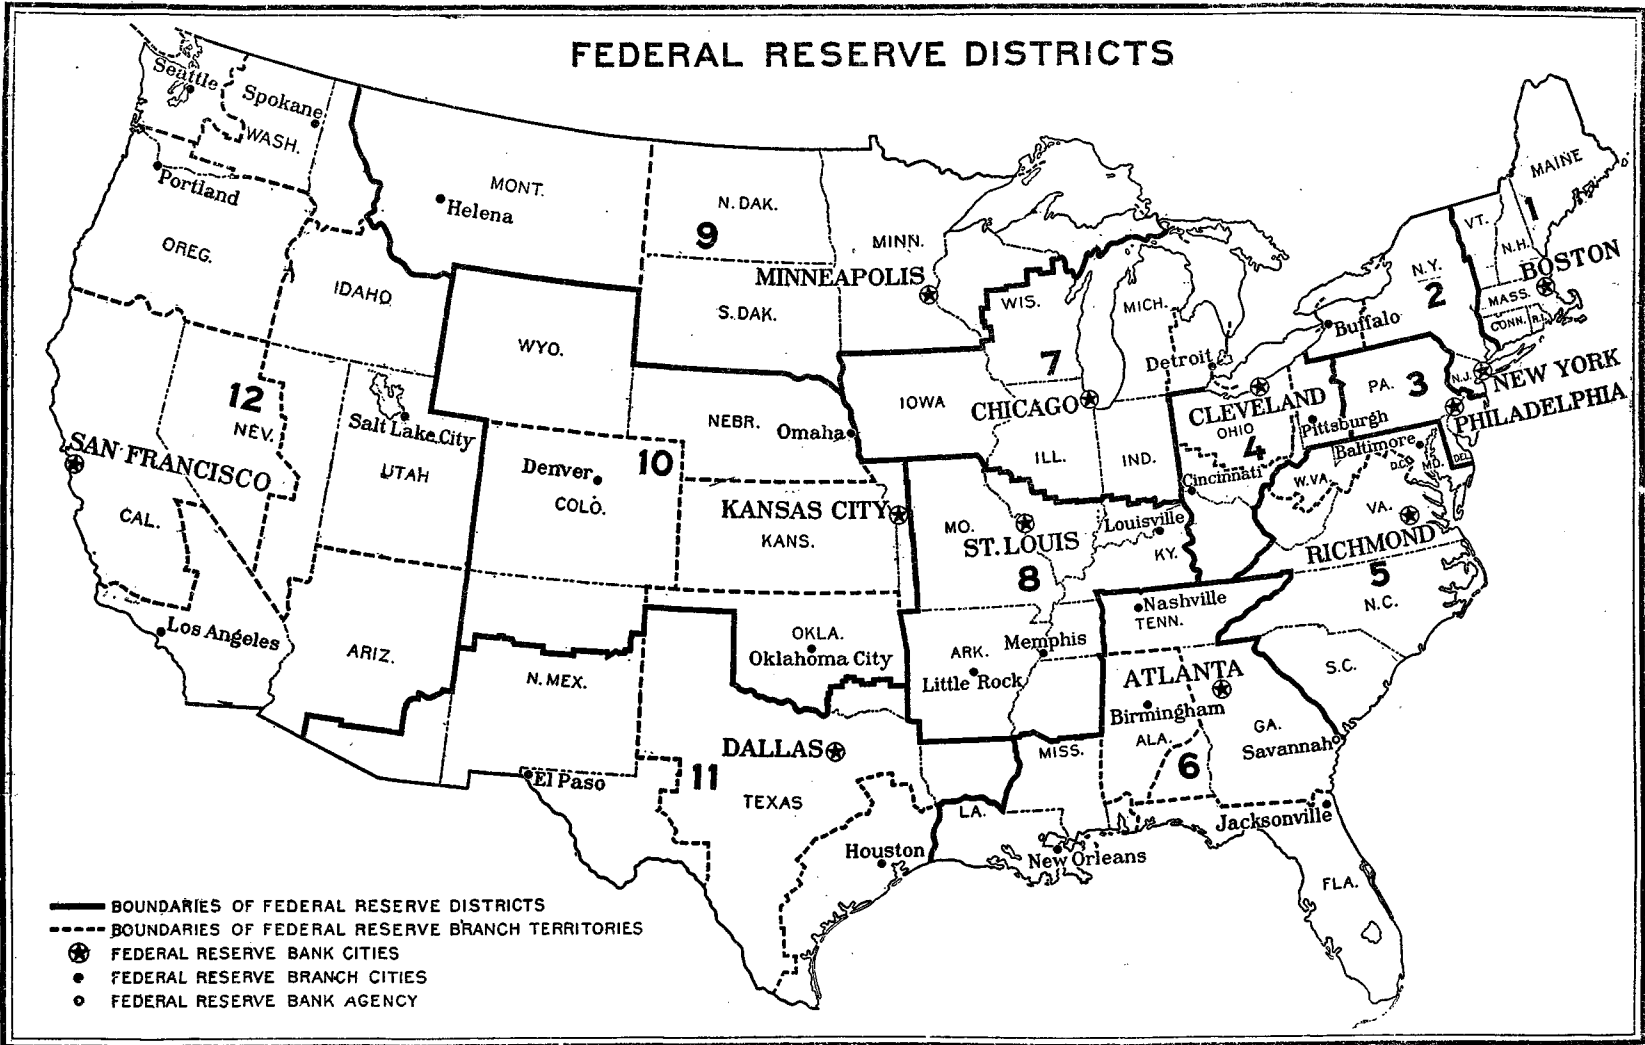 FEDERAL RESERVE DISTRICTS
Seattle
Spokane
WASH.
Portland
OREG.
MONT.
Helena
IDAHO
N. DAK.
9
MINN.
MINNEAPOLIS
S. DAK.
WYO.
WIS.
MICH.
7
Detroit
MAINE
VT.
1
N.H.
BOSTON
MASS.
CONN.
R.I.
N.Y.
2
Buffalo
N.J.
NEW YORK
PA.
3
PHILADELPHIA
CLEVELAND
OHIO
4
Pittsburgh
Cincinnati
Baltimore
D.C.
MD.
DEL.
W.VA.
VA.
RICHMOND
5
N.C.
S.C.
12
NEV.
SAN FRANCISCO
CAL.
Los Angeles
Salt Lake City
UTAH
ARIZ.
Denver
10
COLO.
NEBR.
Omaha
IOWA
CHICAGO
ILL.
IND.
KANSAS CITY
KANS.
MO.
ST. LOUIS
8
Louisville
KY.
Nashville
TENN.
OKLA.
Oklahoma City
ARK.
Memphis
Little Rock
N. MEX.
El Paso
DALLAS
11
TEXAS
Houston
LA.
MISS.
New Orleans
ATLANTA
Birmingham
ALA.
6
GA.
Savannah
Jacksonville
FLA.
BOUNDARIES OF FEDERAL RESERVE DISTRICTS
BOUNDARIES OF FEDERAL RESERVE BRANCH TERRITORIES
FEDERAL RESERVE BANK CITIES
FEDERAL RESERVE BRANCH CITIES
FEDERAL RESERVE BANK AGENCY